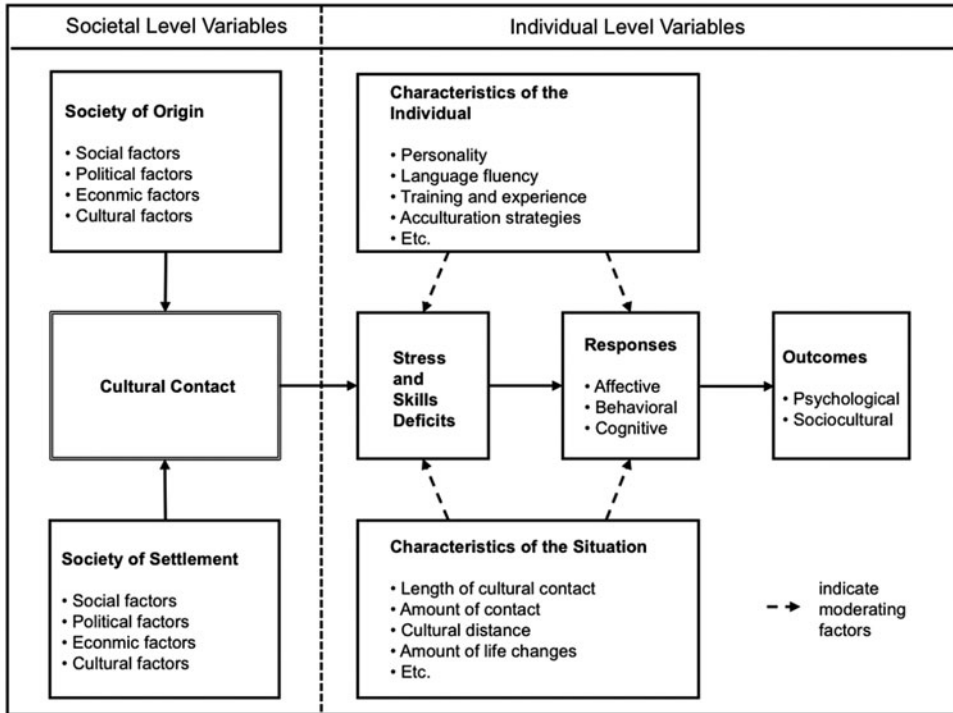 Societal Level Variables
Individual Level Variables
Society of Origin
• Social factors
• Political factors
• Econmic factors
• Cultural factors
Characteristics of the
Individual
• Personality
• Language fluency
• Training and experience
• Acculturation strategies
• Etc.
Cultural Contact
Stress
and
Skills
Deficits
Responses
• Affective
• Behavioral
• Cognitive
Outcomes
• Psychological
• Sociocultural
Society of Settlement
• Social factors
• Political factors
• Econmic factors
• Cultural factors
Characteristics of the Situation
• Length of cultural contact
• Amount of contact
• Cultural distance
• Amount of life changes
• Etc.
indicate
moderating
factors